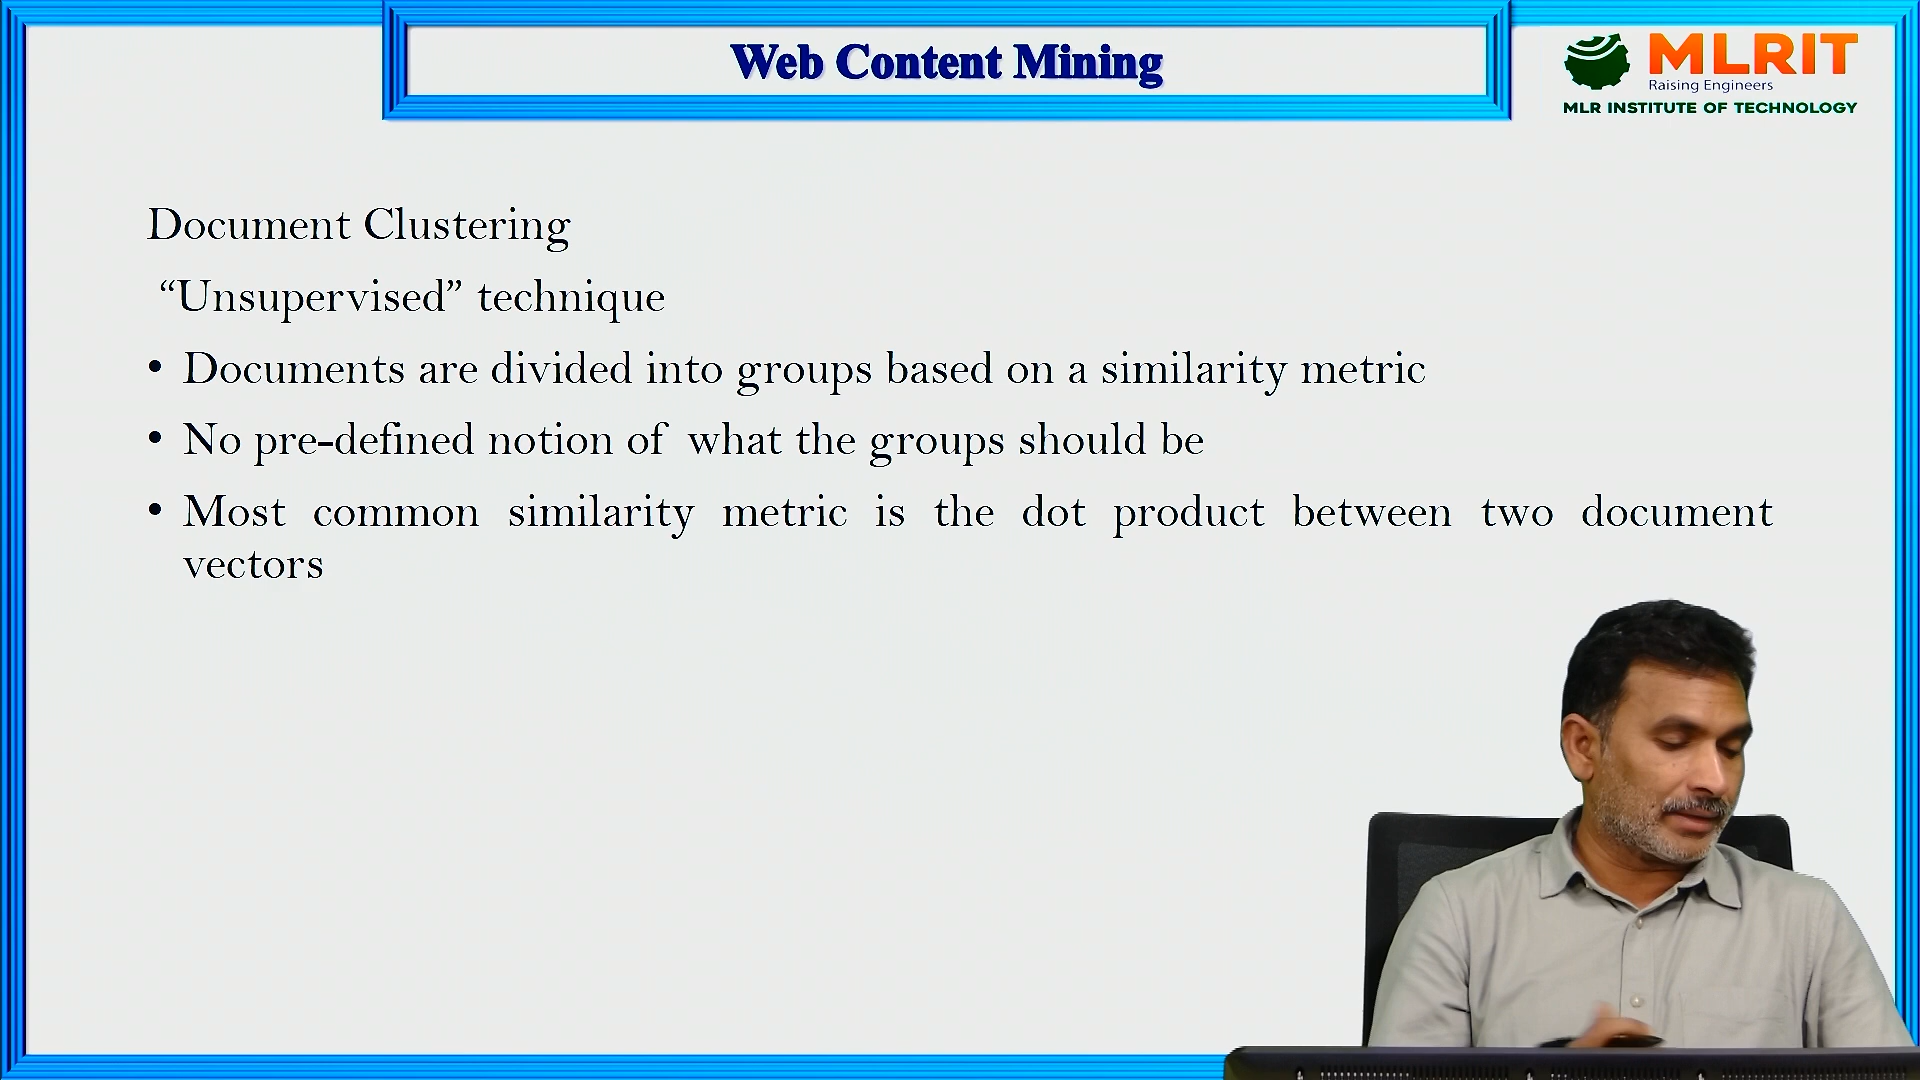 Web Content Mining
MLRIT
Raising Engineers
MLR INSTITUTE OF TECHNOLOGY
Document Clustering
“Unsupervised” technique
• Documents are divided into groups based on a similarity metric
• No pre-defined notion of what the groups should be
• Most common similarity metric is the dot product between two document
vectors